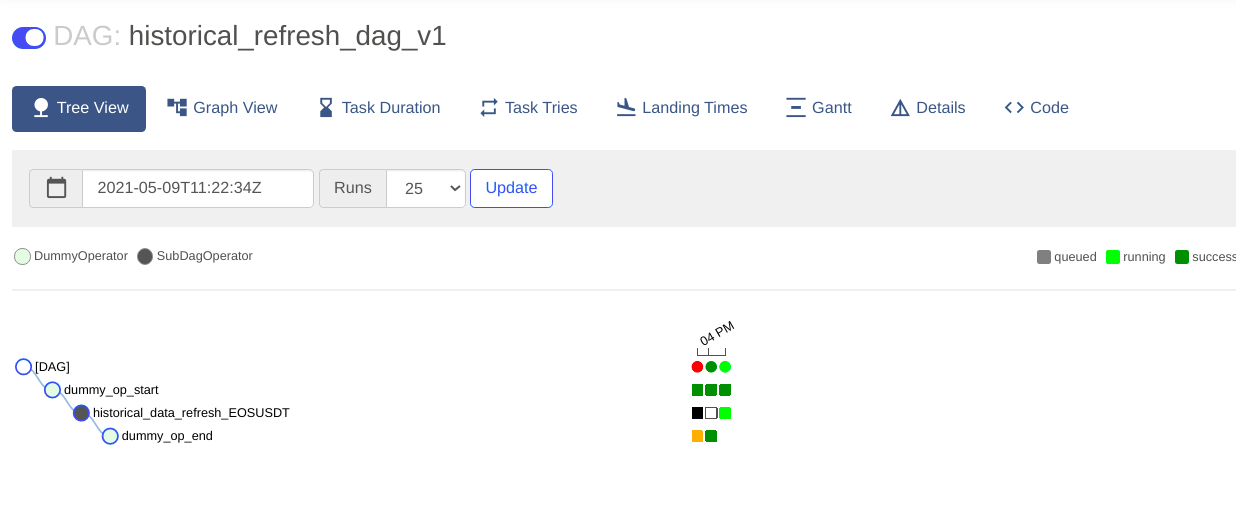 DAG: historical_refresh_dag_v1
Tree View Graph View Task Duration Task Tries Landing Times Gantt Details Code
2021-05-09T11:22:34Z Runs 25 Update
DummyOperator SubDagOperator queued running success
04 PM
[DAG]
dummy_op_start
historical_data_refresh_EOSUSDT
dummy_op_end